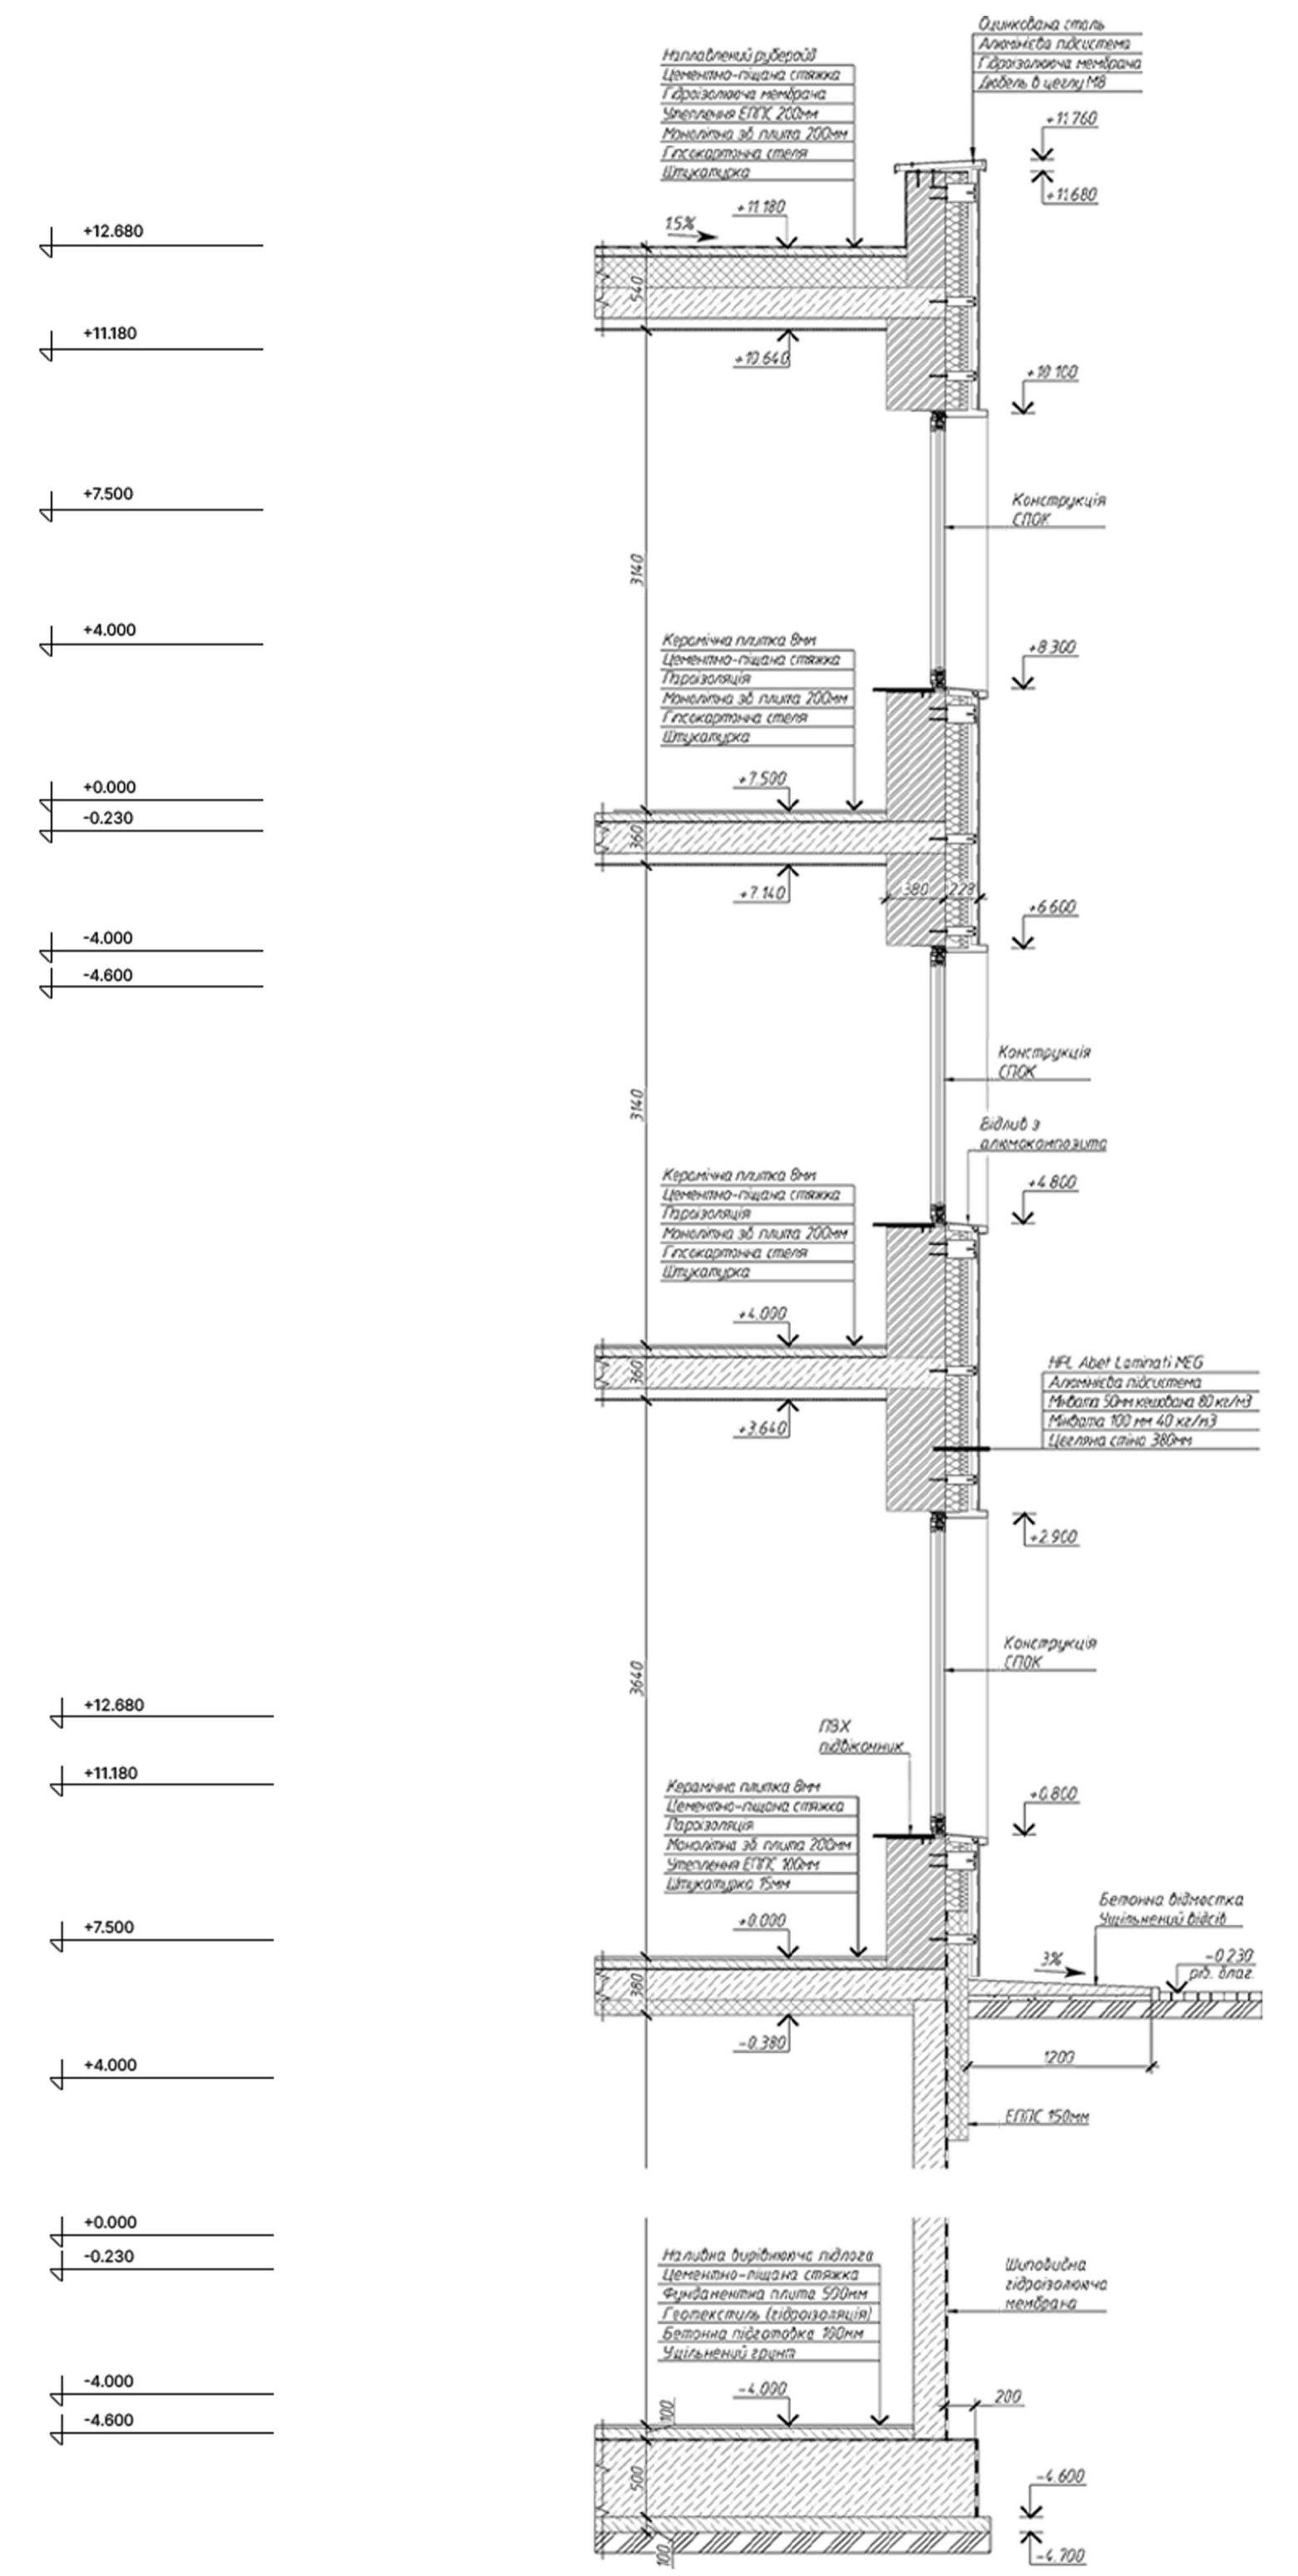 Оцинкована сталь
Алюмінієва підсистема
Гідроізолююча мембрана
Дюбель в цеглу М8
Наплавлений руберойд
Цементно-піщана стяжка
Гідроізолююча мембрана
Утеплення ЕППС 200мм
Монолітна зб плита 200мм
Гіпсокартонна стеля
Штукатурка
+11.760
+11.680
+11.180
15%
540
+10.640
+10.100
+12.680
+11.180
+7.500
+4.000
+0.000
-0.230
-4.000
-4.600
Конструкція
СПОК
3140
+8.300
Керамічна плитка 8мм
Цементно-піщана стяжка
Пароізоляція
Монолітна зб плита 200мм
Гіпсокартонна стеля
Штукатурка
+7.500
360
+7.140
380
228
+6.600
Конструкція
СПОК
3140
Відлив з
алюмокомпозита
+4.800
Керамічна плитка 8мм
Цементно-піщана стяжка
Пароізоляція
Монолітна зб плита 200мм
Гіпсокартонна стеля
Штукатурка
+4.000
360
+3.640
HPL Abet Laminati MEG
Алюмінієва підсистема
Мінвата 50мм кешована 80 кг/м3
Мінвата 100 мм 40 кг/м3
Цегляна стіна 380мм
+2.900
Конструкція
СПОК
3640
ПВХ
підвіконник
+0.800
Керамічна плитка 8мм
Цементно-піщана стяжка
Пароізоляція
Монолітна зб плита 200мм
Утеплення ЕППС 100мм
Штукатурка 15мм
+0.000
380
-0.380
Бетонна відмостка
Ущільнений відсів
3%
-0.230
рів. благ.
1200
ЕППС 150мм
+12.680
+11.180
+7.500
+4.000
+0.000
-0.230
-4.000
-4.600
Наливна вирівнююча підлога
Цементно-піщана стяжка
Фундаментна плита 500мм
Геотекстиль (гідроізоляція)
Бетонна підготовка 100мм
Ущільнений грунт
Шиповидна
гідроізолююча
мембрана
-4.000
100
200
500
-4.600
100
-4.700